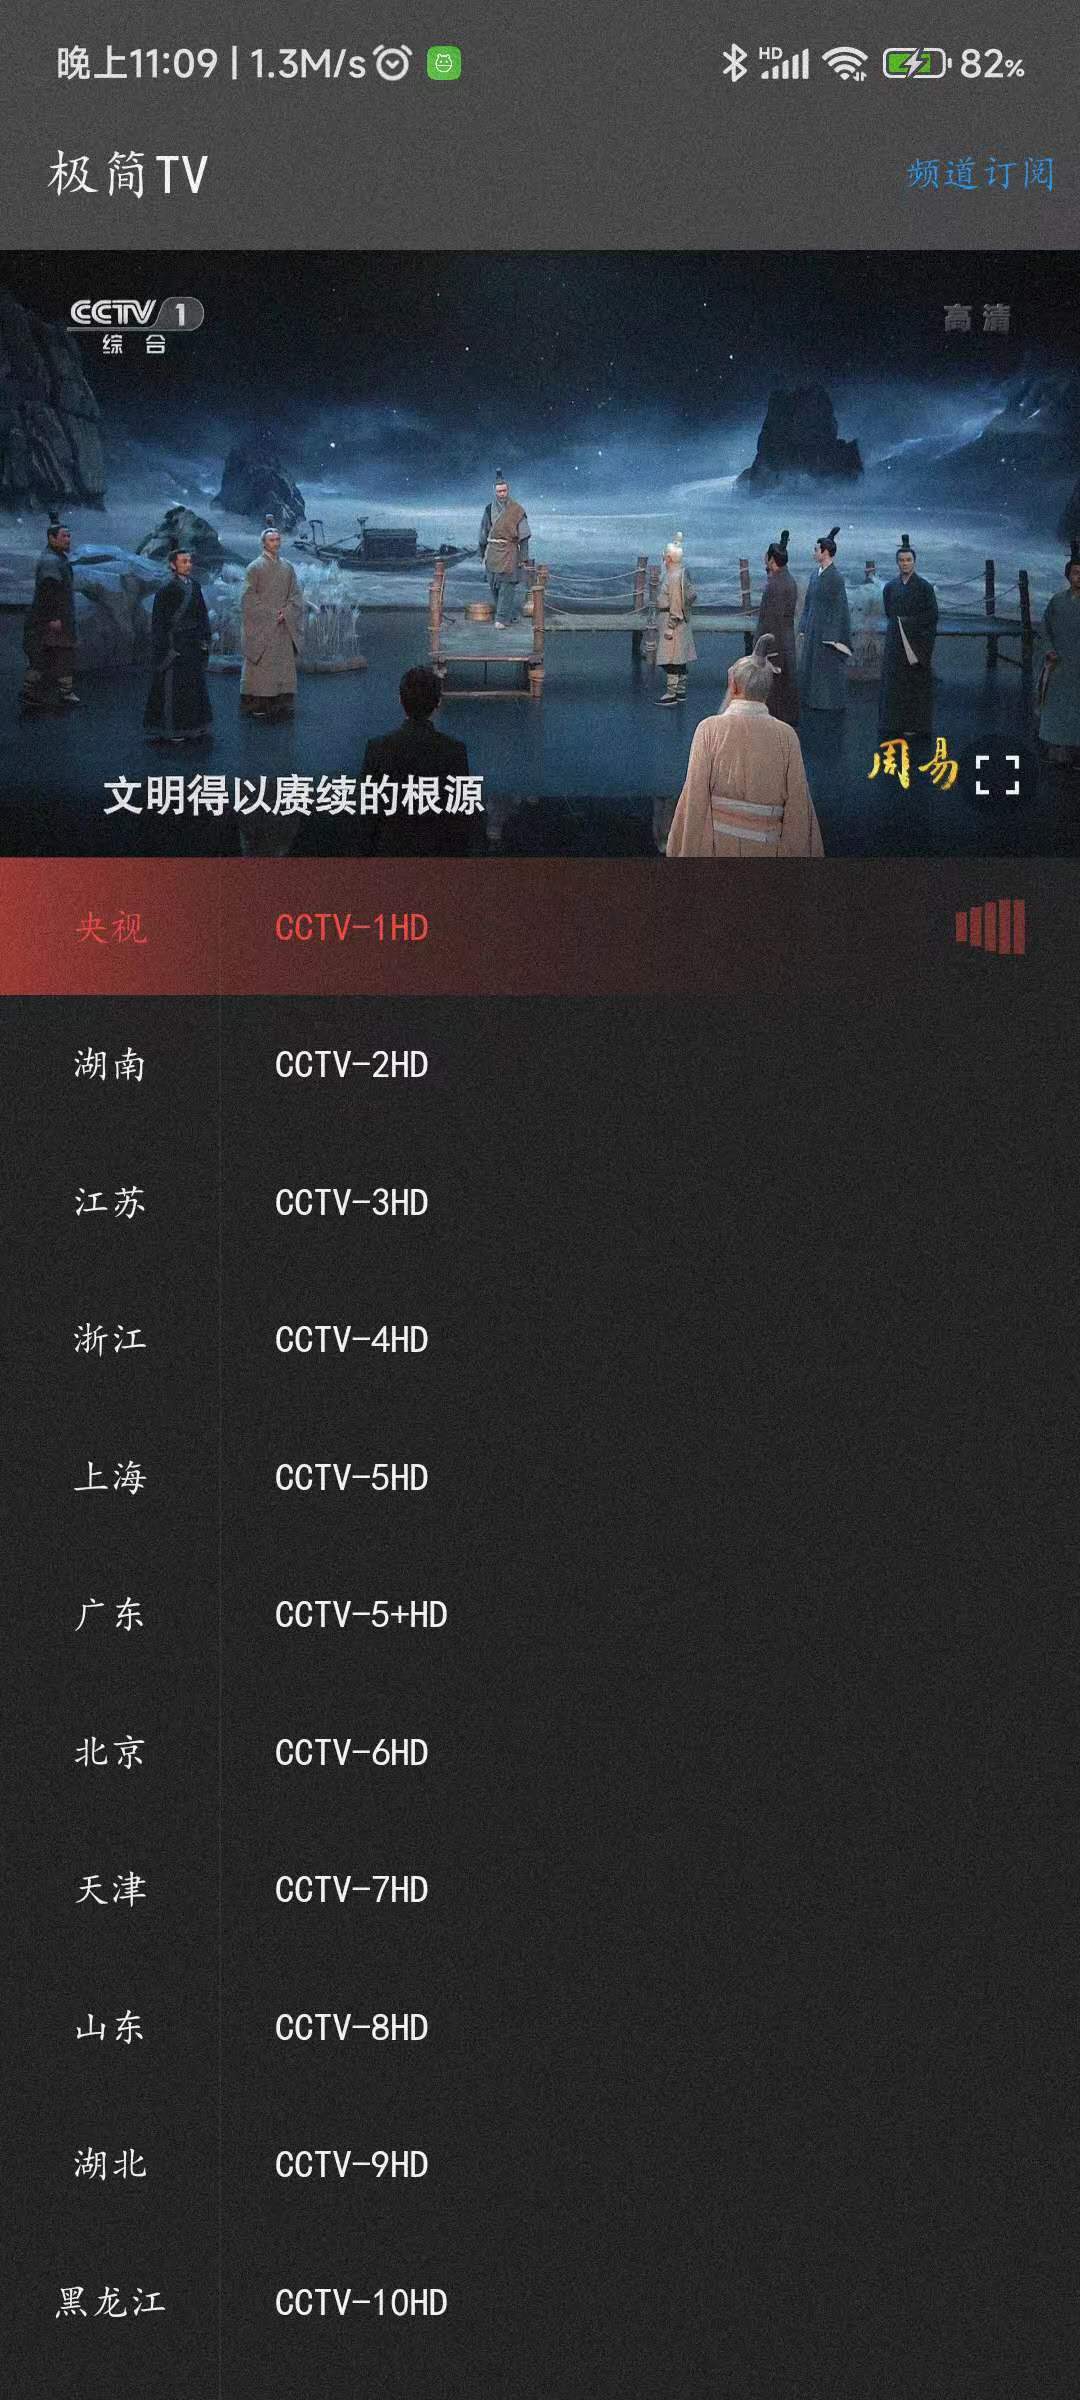 晚上11:09 | 1.3M/s HD 82%
极简TV 频道订阅
CCTV 1 高清
综合
周易
文明得以赓续的根源
央视 CCTV-1HD
湖南 CCTV-2HD
江苏 CCTV-3HD
浙江 CCTV-4HD
上海 CCTV-5HD
广东 CCTV-5+HD
北京 CCTV-6HD
天津 CCTV-7HD
山东 CCTV-8HD
湖北 CCTV-9HD
黑龙江 CCTV-10HD